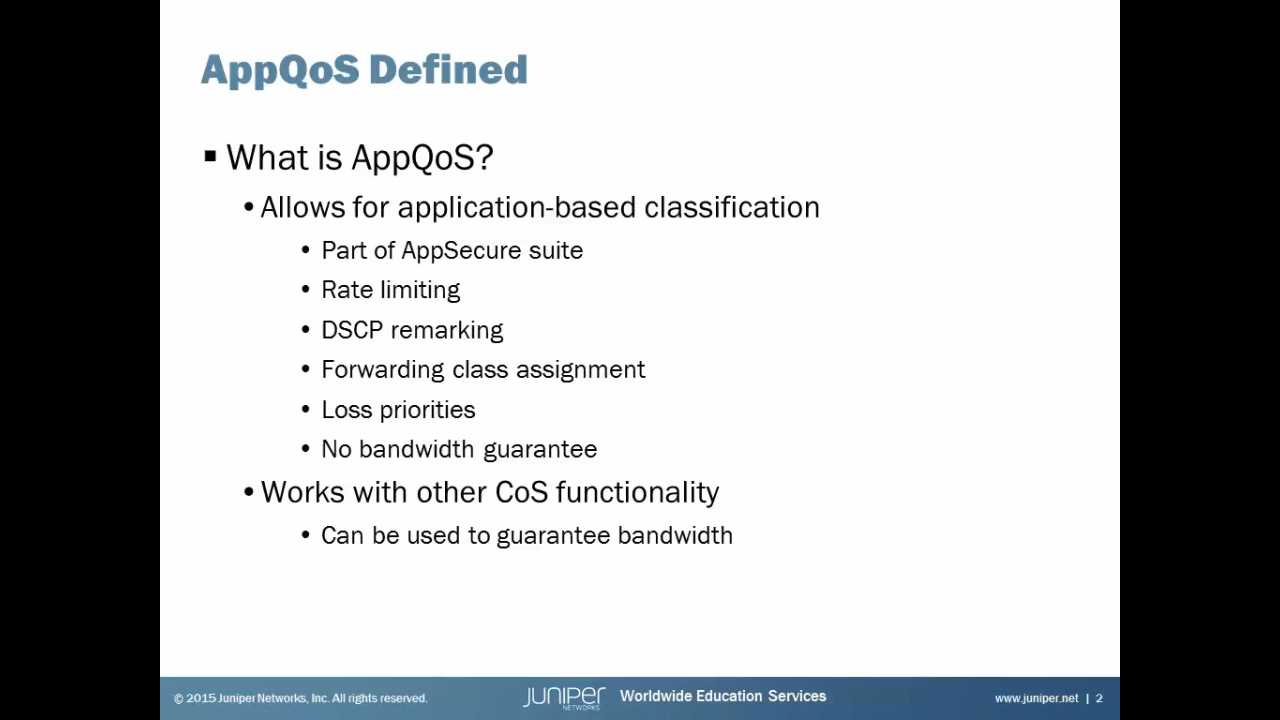 AppQoS Defined
▪ What is AppQoS?
• Allows for application-based classification
• Part of AppSecure suite
• Rate limiting
• DSCP remarking
• Forwarding class assignment
• Loss priorities
• No bandwidth guarantee
• Works with other CoS functionality
• Can be used to guarantee bandwidth
© 2015 Juniper Networks, Inc. All rights reserved.
JUNIPER
NETWORKS
Worldwide Education Services
www.juniper.net | 2